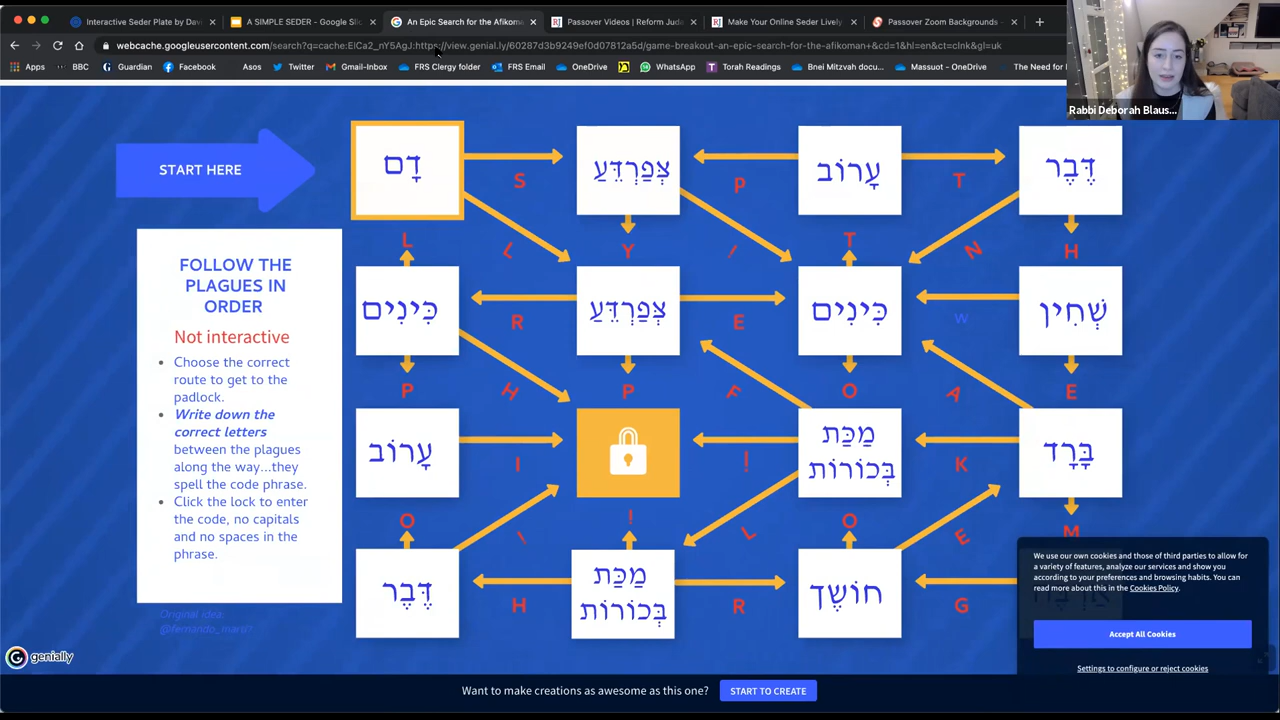 Interactive Seder Plate by Dav
A SIMPLE SEDER - Google Slid
An Epic Search for the Afikom
Passover Videos | Reform Juda
Make Your Online Seder Lively
Passover Zoom Backgrounds -
webcache.googleusercontent.com/search?q=cache:ElCa2_nY5AgJ:https://view.genial.ly/60287d3b9249ef0d07812a5d/game-breakout-an-epic-search-for-the-afikoman+&cd=1&hl=en&ct=clnk&gl=uk
Apps BBC Guardian Facebook Asos Twitter Gmail-Inbox FRS Clergy folder FRS Email OneDrive WhatsApp Torah Readings Bnei Mitzvah docu... Massuot - OneDrive The Need for
Rabbi Deborah Blaus...
START HERE
דָם S צְפַרְדֵּעַ P עָרוֹב T דֶּבֶר
L L Y I T N H
FOLLOW THE
PLAGUES IN
ORDER
Not interactive
Choose the correct
route to get to the
padlock.
Write down the
correct letters
between the plagues
along the way...they
spell the code phrase.
Click the lock to enter
the code, no capitals
and no spaces in the
phrase.
כִּינִים R צְפַרְדֵּעַ E כִּינִים W שְׁחִין
P H P F O A E
עָרוֹב I ! מַכַּת בְּכוֹרוֹת K בָּרָד
O I ! L O E M
דֶּבֶר H מַכַּת בְּכוֹרוֹת R חוֹשֶׁך G
Original idea:
genially
We use our own cookies and those of third parties to allow for
a variety of features, analyze our services and show you
advertising according to your preferences and browsing habits. You can
read more about this in the Cookies Policy.
Accept All Cookies
Settings to configure or reject cookies
Want to make creations as awesome as this one? START TO CREATE